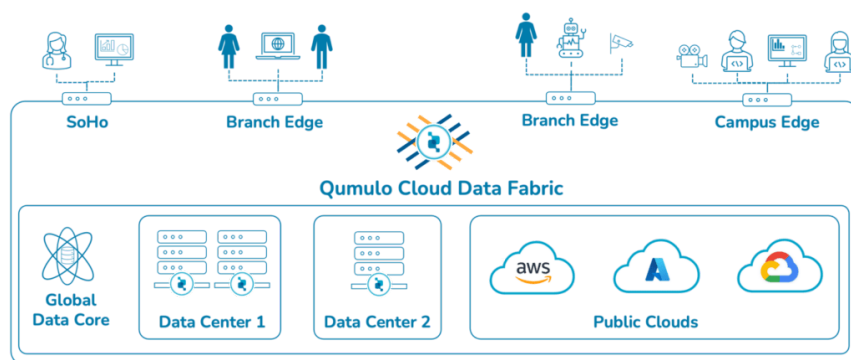 SoHo
Branch Edge
Branch Edge
Campus Edge
Qumulo Cloud Data Fabric
Global
Data Core
Data Center 1
Data Center 2
aws
Public Clouds